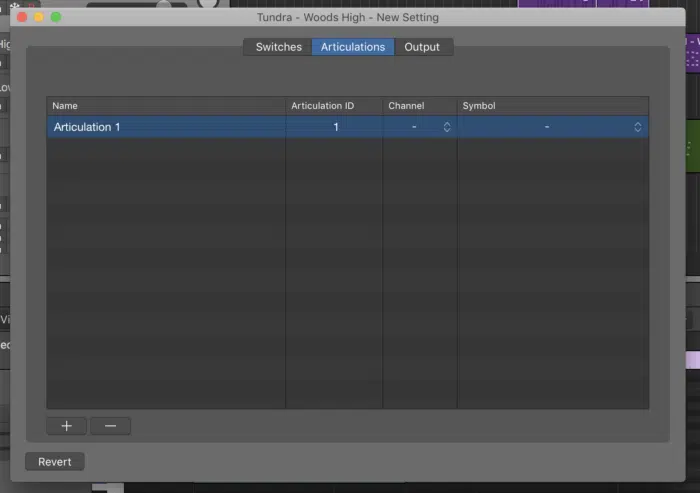 Tundra - Woods High - New Setting
Switches Articulations Output
Name Articulation ID Channel Symbol
Articulation 1 1 - -
+ −
Revert